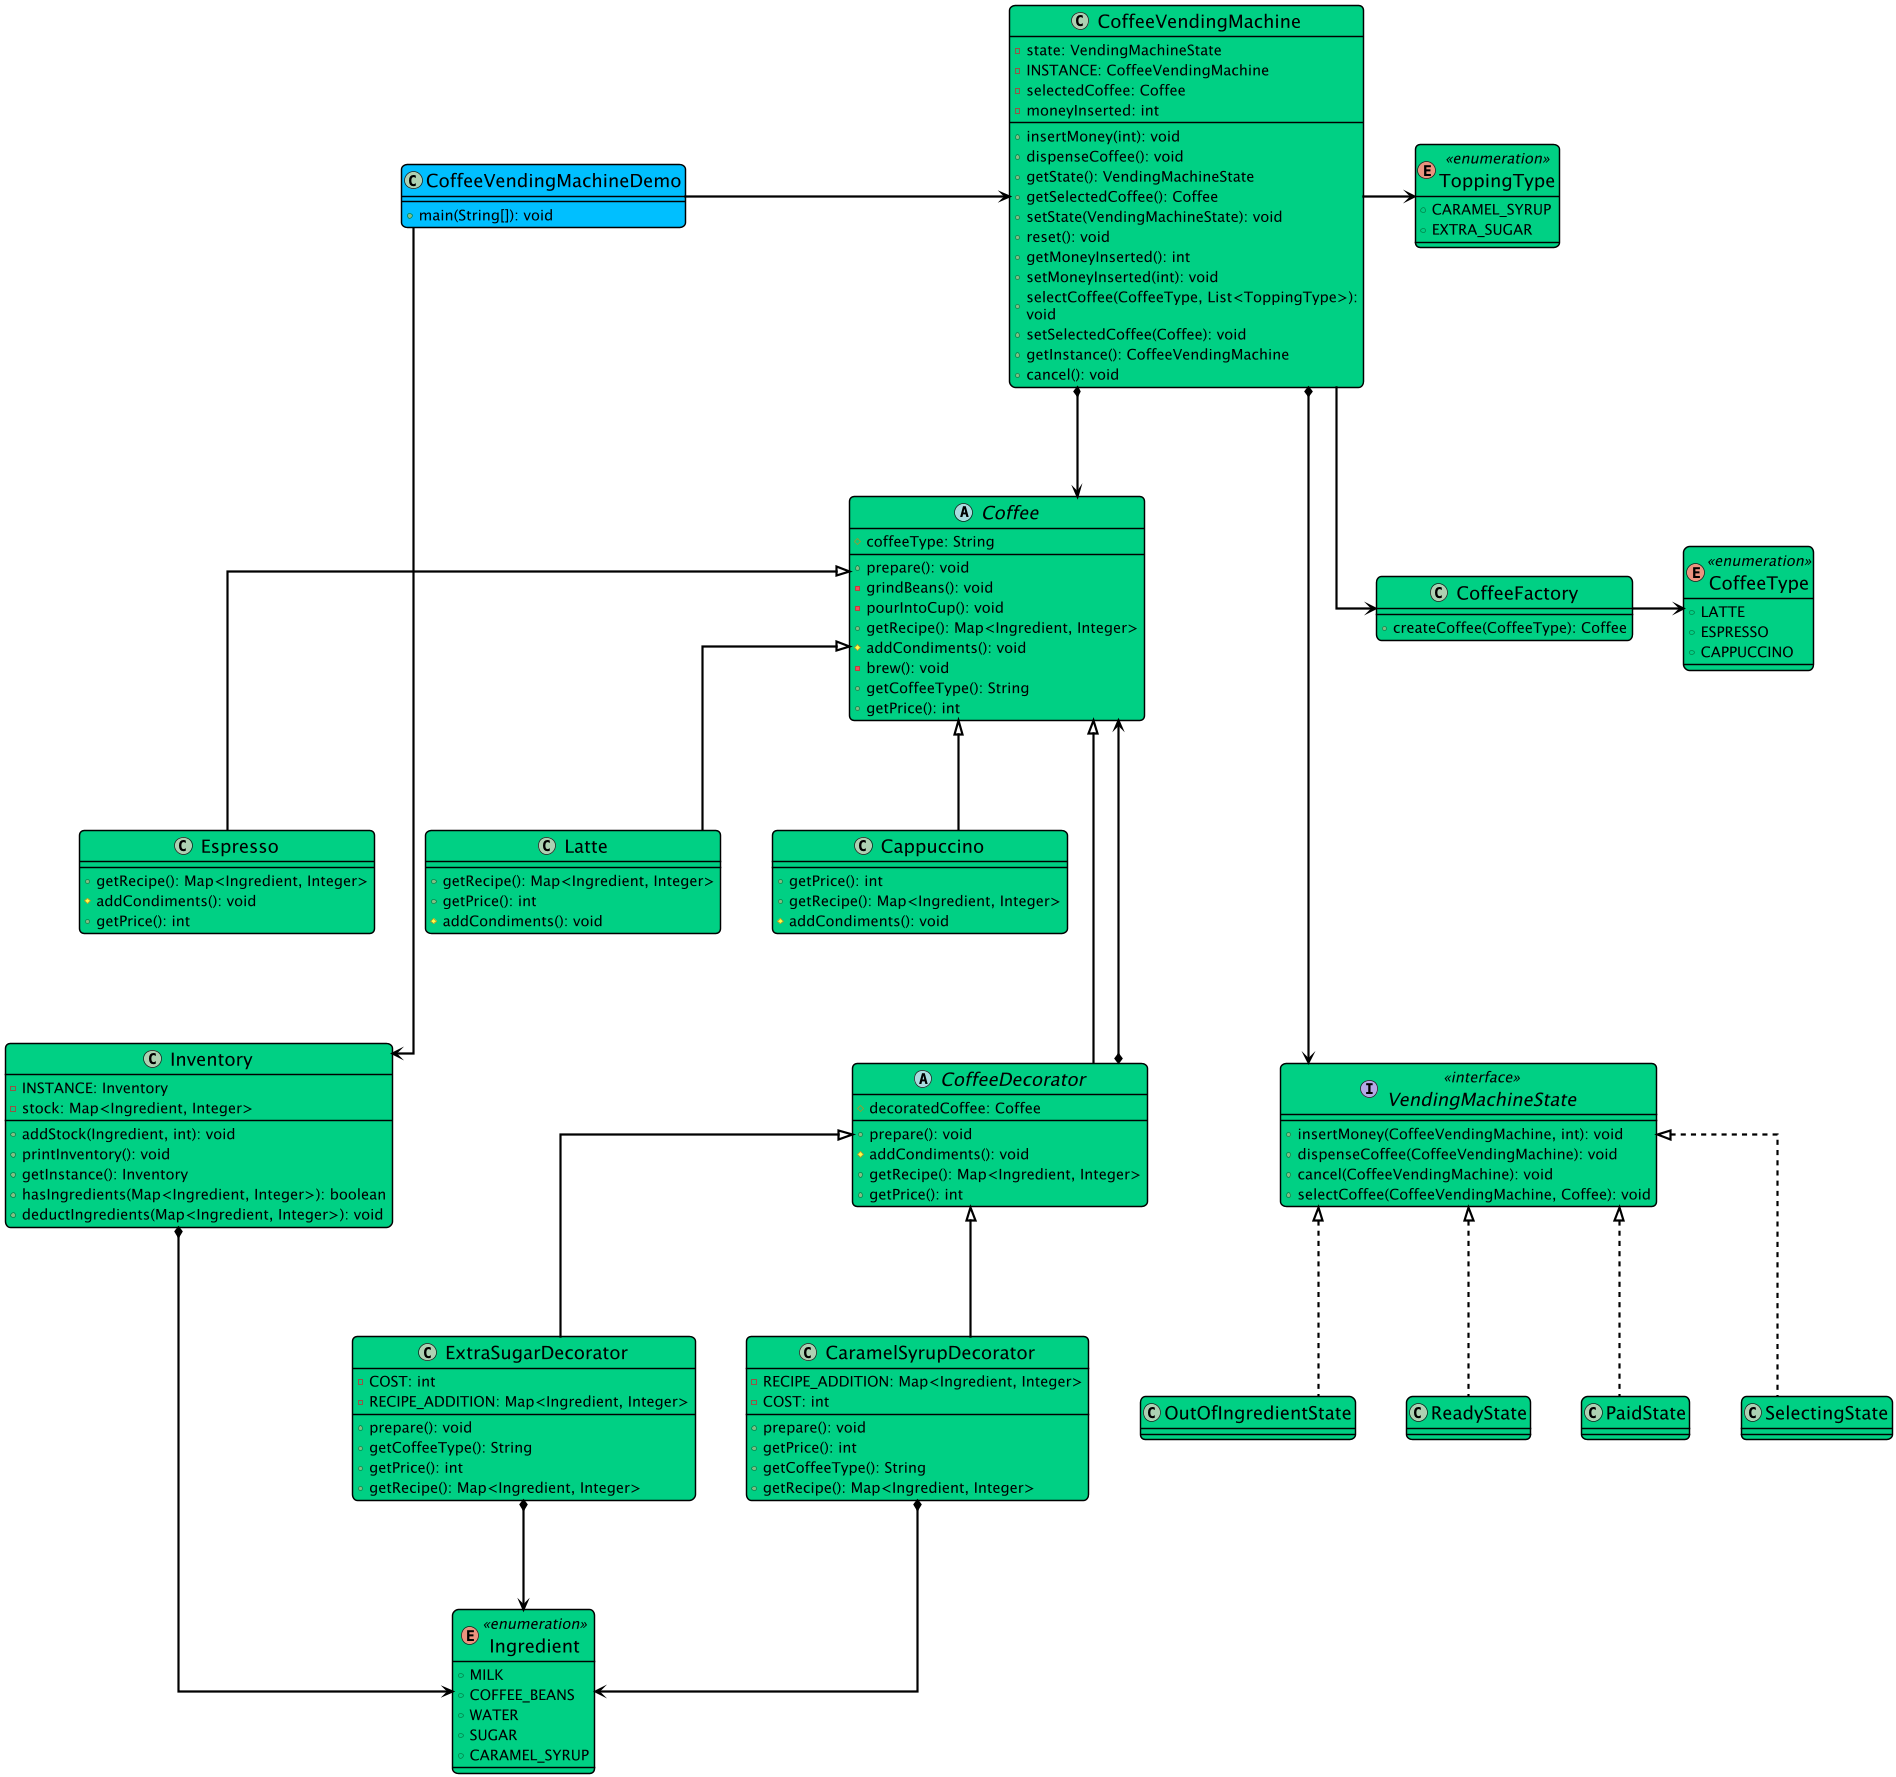 C CoffeeVendingMachine
state: VendingMachineState
INSTANCE: CoffeeVendingMachine
selectedCoffee: Coffee
moneyInserted: int
insertMoney(int): void
dispenseCoffee(): void
getState(): VendingMachineState
getSelectedCoffee(): Coffee
setState(VendingMachineState): void
reset(): void
getMoneyInserted(): int
setMoneyInserted(int): void
selectCoffee(CoffeeType, List<ToppingType>):
void
setSelectedCoffee(Coffee): void
getInstance(): CoffeeVendingMachine
cancel(): void
C CoffeeVendingMachineDemo
main(String[]): void
«enumeration»
E ToppingType
CARAMEL_SYRUP
EXTRA_SUGAR
A Coffee
coffeeType: String
prepare(): void
grindBeans(): void
pourIntoCup(): void
getRecipe(): Map<Ingredient, Integer>
addCondiments(): void
brew(): void
getCoffeeType(): String
getPrice(): int
C CoffeeFactory
createCoffee(CoffeeType): Coffee
«enumeration»
E CoffeeType
LATTE
ESPRESSO
CAPPUCCINO
C Espresso
getRecipe(): Map<Ingredient, Integer>
addCondiments(): void
getPrice(): int
C Latte
getRecipe(): Map<Ingredient, Integer>
getPrice(): int
addCondiments(): void
C Cappuccino
getPrice(): int
getRecipe(): Map<Ingredient, Integer>
addCondiments(): void
C Inventory
INSTANCE: Inventory
stock: Map<Ingredient, Integer>
addStock(Ingredient, int): void
printInventory(): void
getInstance(): Inventory
hasIngredients(Map<Ingredient, Integer>): boolean
deductIngredients(Map<Ingredient, Integer>): void
A CoffeeDecorator
decoratedCoffee: Coffee
prepare(): void
addCondiments(): void
getRecipe(): Map<Ingredient, Integer>
getPrice(): int
«interface»
I VendingMachineState
insertMoney(CoffeeVendingMachine, int): void
dispenseCoffee(CoffeeVendingMachine): void
cancel(CoffeeVendingMachine): void
selectCoffee(CoffeeVendingMachine, Coffee): void
C ExtraSugarDecorator
COST: int
RECIPE_ADDITION: Map<Ingredient, Integer>
prepare(): void
getCoffeeType(): String
getPrice(): int
getRecipe(): Map<Ingredient, Integer>
C CaramelSyrupDecorator
RECIPE_ADDITION: Map<Ingredient, Integer>
COST: int
prepare(): void
getPrice(): int
getCoffeeType(): String
getRecipe(): Map<Ingredient, Integer>
C OutOfIngredientState
C ReadyState
C PaidState
C SelectingState
«enumeration»
E Ingredient
MILK
COFFEE_BEANS
WATER
SUGAR
CARAMEL_SYRUP